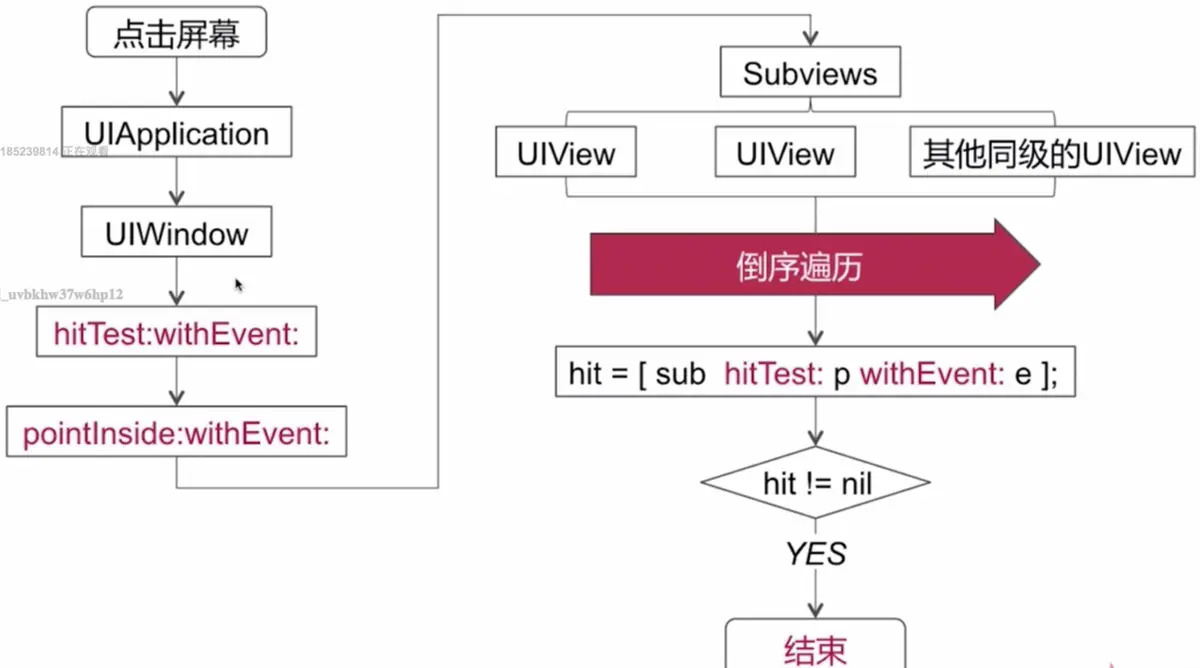 点击屏幕
UIApplication
185239814 正在观看
UIWindow
_uvbkhw37w6hp12
hitTest:withEvent:
pointInside:withEvent:
Subviews
UIView
UIView
其他同级的UIView
倒序遍历
hit = [ sub hitTest: p withEvent: e ];
hit != nil
YES
结束